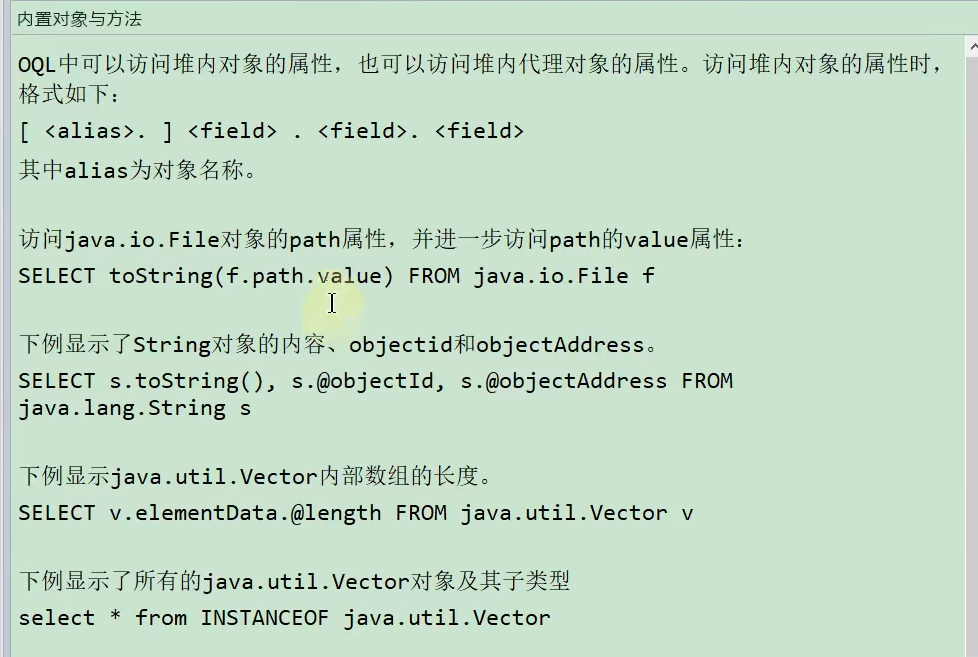 内置对象与方法
OQL中可以访问堆内对象的属性，也可以访问堆内代理对象的属性。访问堆内对象的属性时，
格式如下：
[ <alias>. ] <field> . <field>. <field>
其中alias为对象名称。
访问java.io.File对象的path属性，并进一步访问path的value属性：
SELECT toString(f.path.value) FROM java.io.File f
下例显示了String对象的内容、objectid和objectAddress。
SELECT s.toString(), s.@objectId, s.@objectAddress FROM
java.lang.String s
下例显示java.util.Vector内部数组的长度。
SELECT v.elementData.@length FROM java.util.Vector v
下例显示了所有的java.util.Vector对象及其子类型
select * from INSTANCEOF java.util.Vector